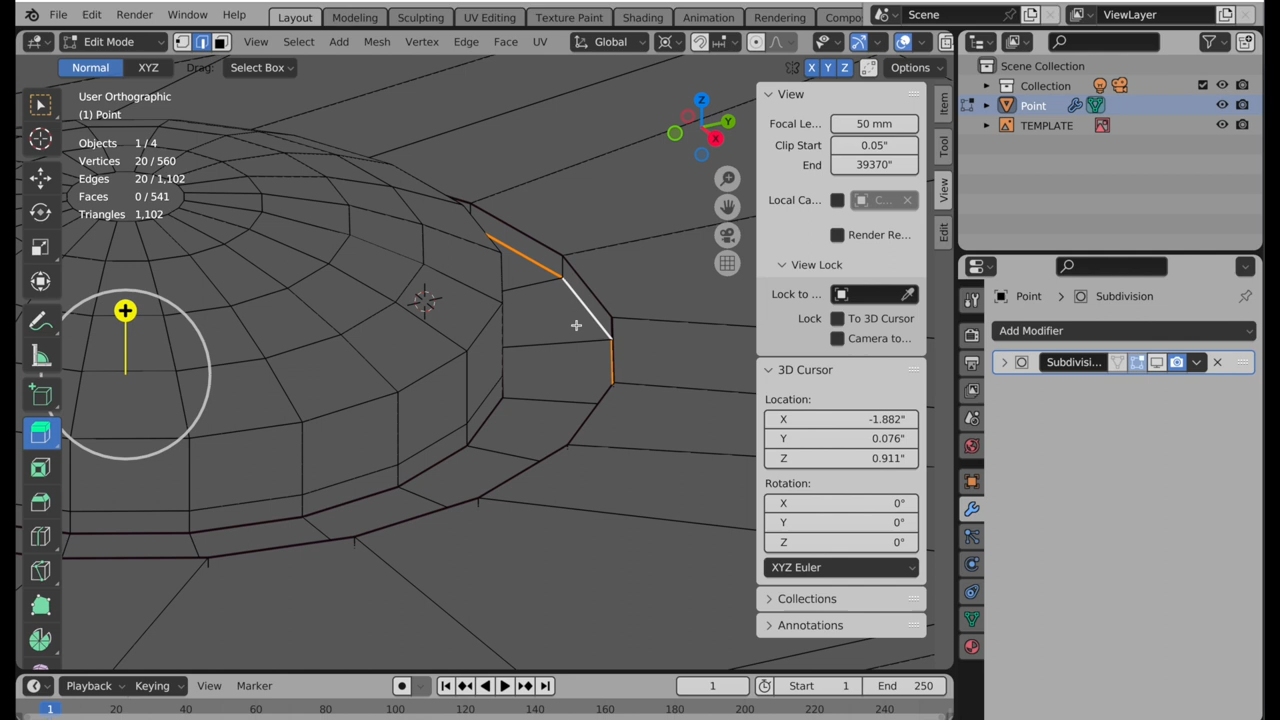 File Edit Render Window Help Layout Modeling Sculpting UV Editing Texture Paint Shading Animation Rendering Compos Scene ViewLayer
Edit Mode View Select Add Mesh Vertex Edge Face UV Global
Normal XYZ Drag: Select Box X Y Z Options
User Orthographic
(1) Point
Objects 1 / 4
Vertices 20 / 560
Edges 20 / 1,102
Faces 0 / 541
Triangles 1,102
Z
Y
X
View
Focal Le... 50 mm
Clip Start 0.05"
End 39370"
Local Ca... C...
Render Re...
View Lock
Lock to ...
Lock To 3D Cursor
Camera to...
3D Cursor
Location:
X -1.882"
Y 0.076"
Z 0.911"
Rotation:
X 0°
Y 0°
Z 0°
XYZ Euler
Collections
Annotations
Item
Tool
View
Edit
Scene Collection
Collection
Point
TEMPLATE
Point Subdivision
Add Modifier
Subdivisi...
Playback Keying View Marker 1 Start 1 End 250
1 20 40 60 80 100 120 140 160 180 200 220 240